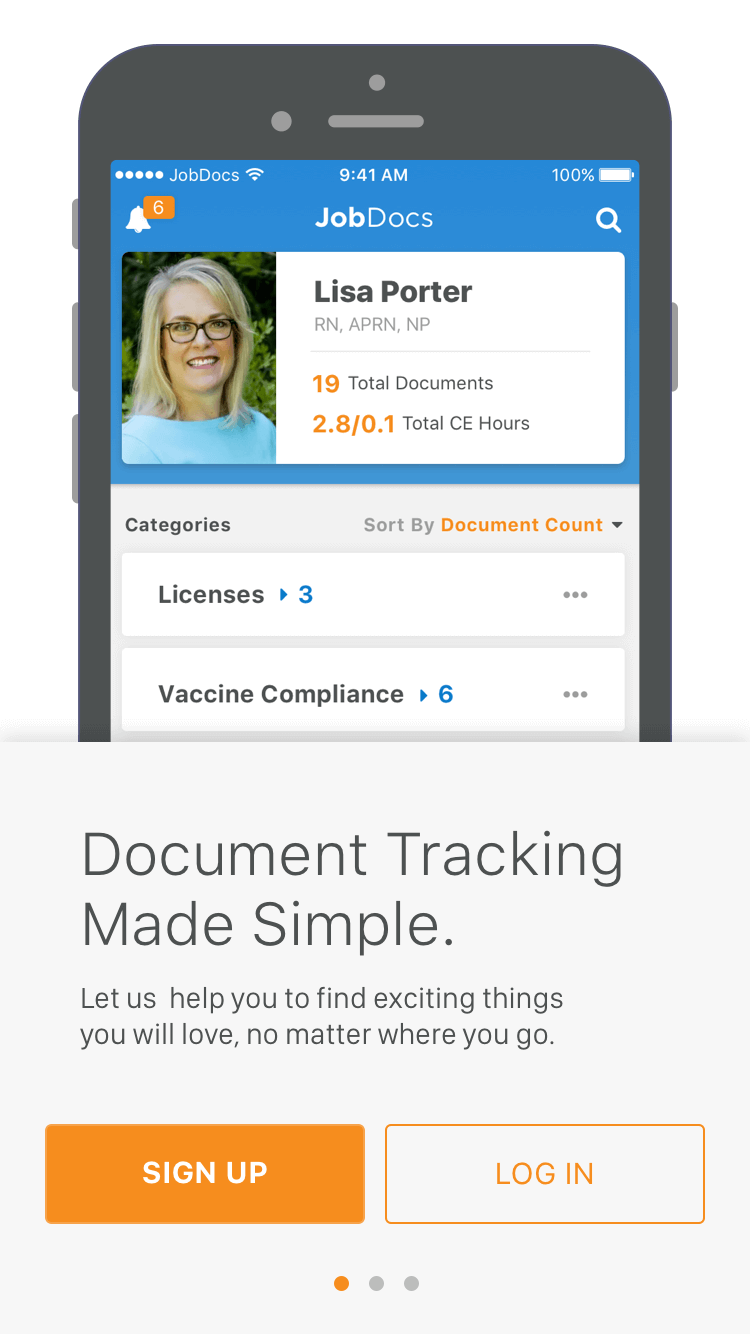 JobDocs 9:41 AM 100%
6
JobDocs
Lisa Porter
RN, APRN, NP
19 Total Documents
2.8/0.1 Total CE Hours
Categories Sort By Document Count
Licenses 3
Vaccine Compliance 6
Document Tracking
Made Simple.
Let us  help you to find exciting things
you will love, no matter where you go.
SIGN UP LOG IN